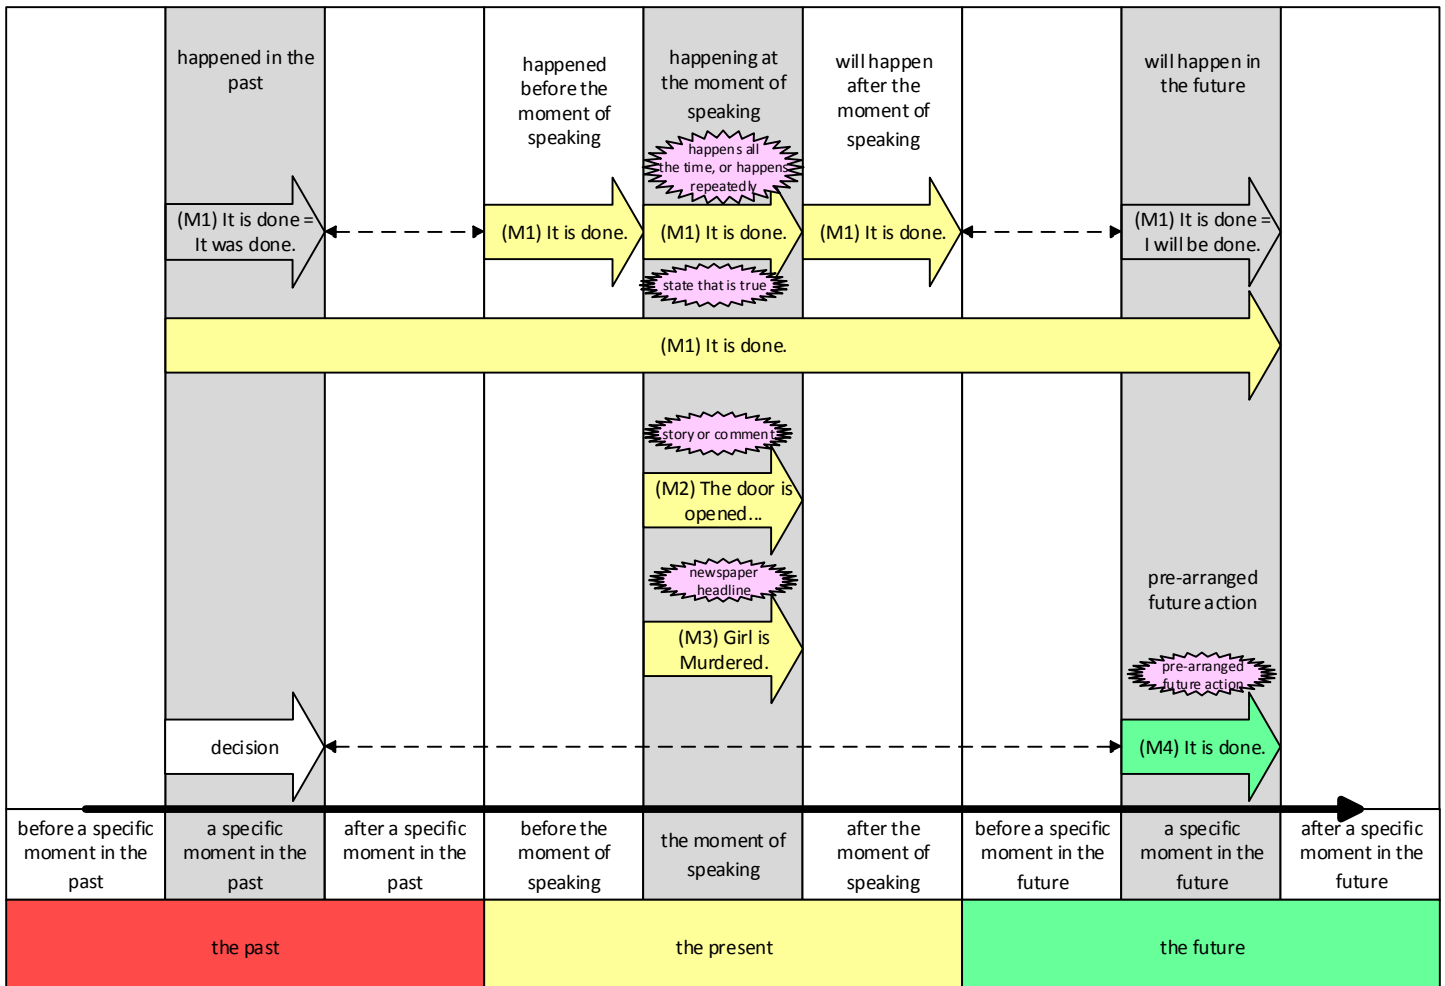 happened in the
past
happened
before the
moment of
speaking
happening at
the moment of
speaking
will happen
after the
moment of
speaking
will happen in
the future
happens all
the time, or happens
repeatedly
(M1) It is done =
It was done.
(M1) It is done.
(M1) It is done.
(M1) It is done.
(M1) It is done =
I will be done.
state that is true
(M1) It is done.
story or comment
(M2) The door is
opened...
newspaper
headline
(M3) Girl is
Murdered.
pre-arranged
future action
pre-arranged
future action
decision
(M4) It is done.
before a specific
moment in the
past
a specific
moment in the
past
after a specific
moment in the
past
before the
moment of
speaking
the moment of
speaking
after the
moment of
speaking
before a specific
moment in the
future
a specific
moment in the
future
after a specific
moment in the
future
the past
the present
the future